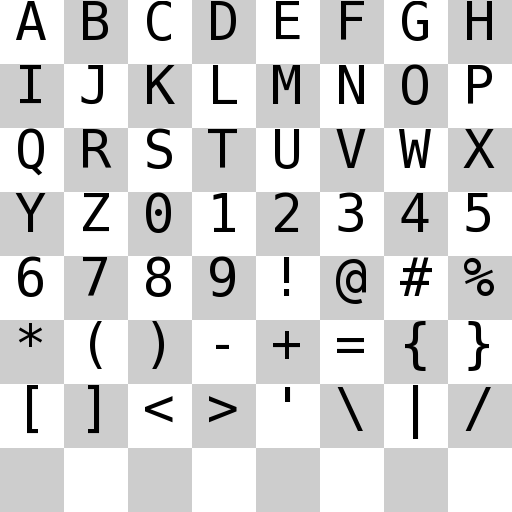 A B C D E F G H
I J K L M N O P
Q R S T U V W X
Y Z 0 1 2 3 4 5
6 7 8 9 ! @ # %
* ( ) - + = { }
[ ] < > ' \ | /